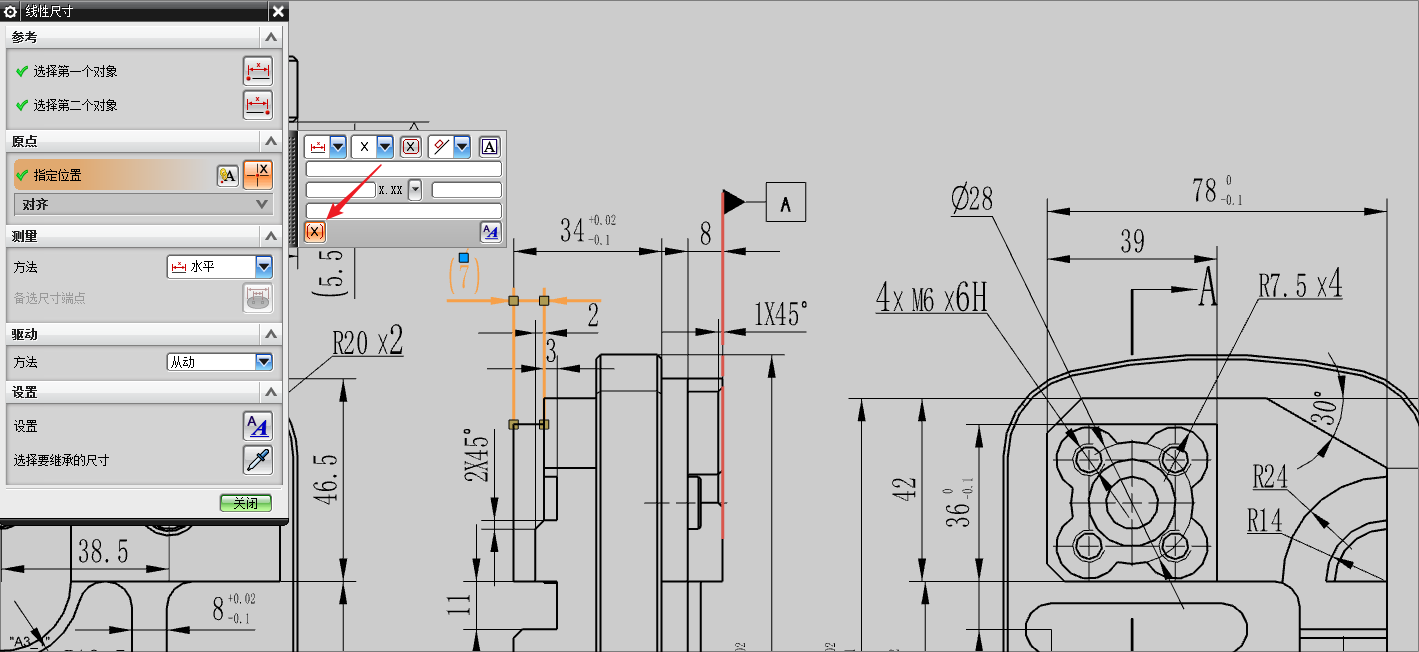 线性尺寸
参考
选择第一个对象
选择第二个对象
原点
指定位置
A
X
对齐
测量
方法
水平
备选尺寸端点
驱动
方法
从动
设置
设置
A A
选择要继承的尺寸
关闭
X
X
A
X.XX
X
A A
(5.5
(7)
34 +0.02 -0.1
8
A
2
3
1X45°
R20 X2
46.5
2X45°
11
38.5
8 +0.02 -0.1
"A3_
Ø28
78 0 -0.1
39
A
4X M6 X6H
R7.5 X4
30°
42
36 0 -0.1
R24
R14